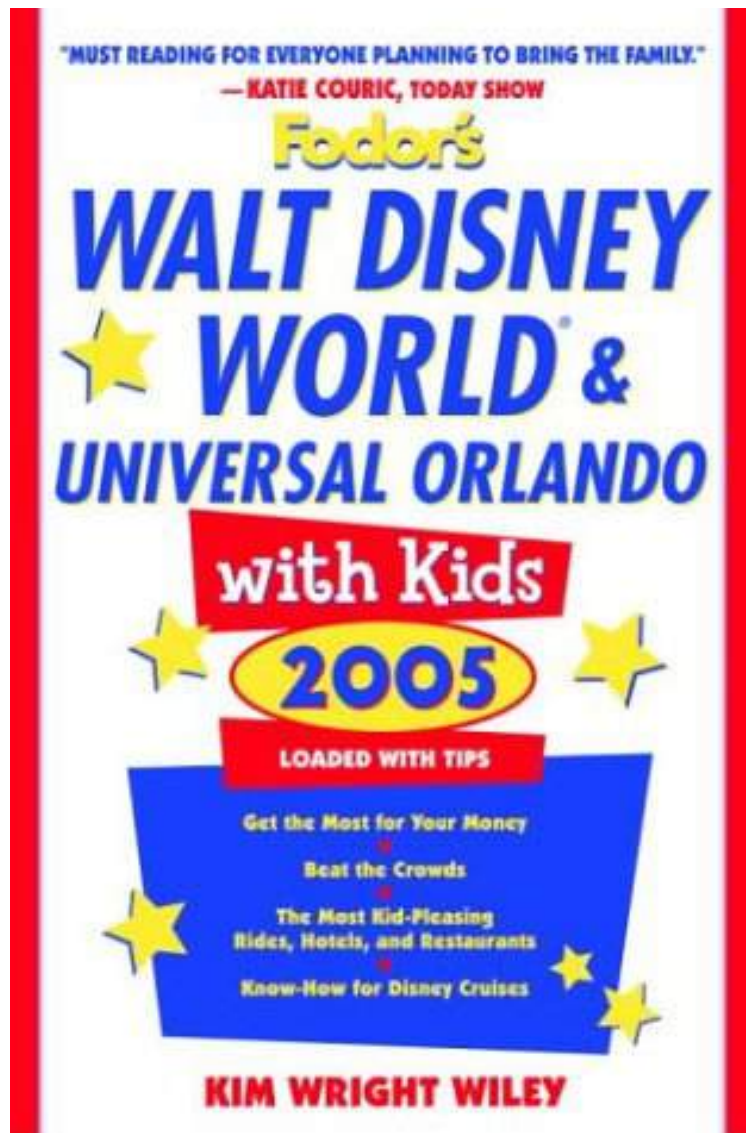 "MUST READING FOR EVERYONE PLANNING TO BRING THE FAMILY."
—KATIE COURIC, TODAY SHOW
Fodor's
WALT DISNEY
WORLD® &
UNIVERSAL ORLANDO
with Kids
2005
LOADED WITH TIPS
Get the Most for Your Money
Beat the Crowds
The Most Kid-Pleasing
Rides, Hotels, and Restaurants
Know-How for Disney Cruises
KIM WRIGHT WILEY